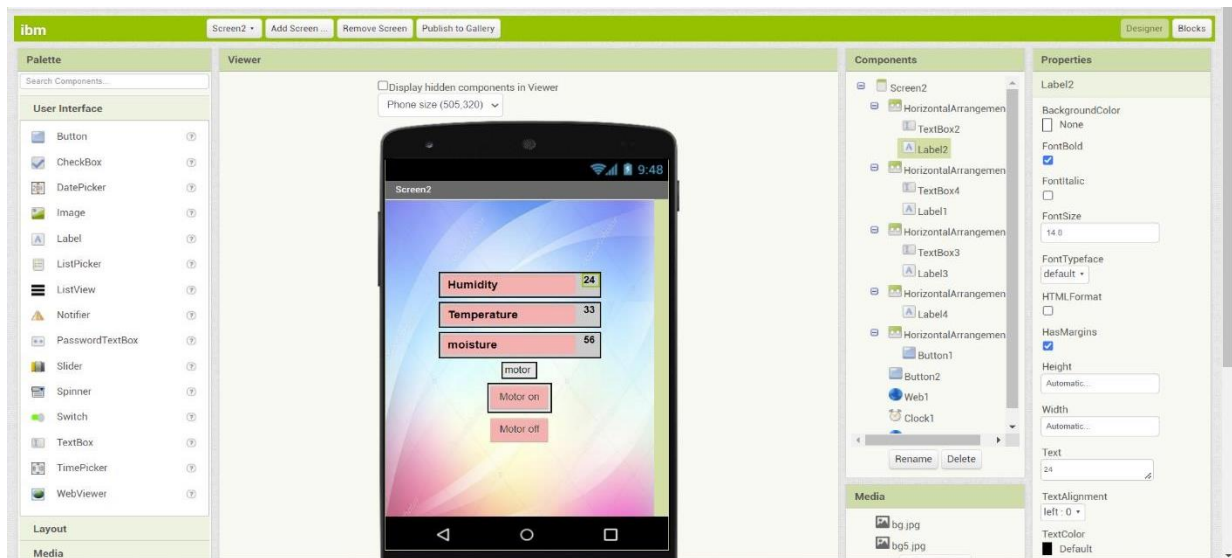 ibm
Screen2 Add Screen ... Remove Screen Publish to Gallery
Designer Blocks
Palette
Search Components...
User Interface
Button
CheckBox
DatePicker
Image
Label
ListPicker
ListView
Notifier
PasswordTextBox
Slider
Spinner
Switch
TextBox
TimePicker
WebViewer
Layout
Media
Viewer
Display hidden components in Viewer
Phone size (505,320)
9:48
Screen2
Humidity 24
Temperature 33
moisture 56
motor
Motor on
Motor off
Components
Screen2
HorizontalArrangemen
TextBox2
Label2
HorizontalArrangemen
TextBox4
Label1
HorizontalArrangemen
TextBox3
Label3
HorizontalArrangemen
Label4
HorizontalArrangemen
Button1
Button2
Web1
Clock1
Rename Delete
Media
bg.jpg
bg5.jpg
Properties
Label2
BackgroundColor
None
FontBold
FontItalic
FontSize
14.0
FontTypeface
default
HTMLFormat
HasMargins
Height
Automatic...
Width
Automatic...
Text
24
TextAlignment
left : 0
TextColor
Default